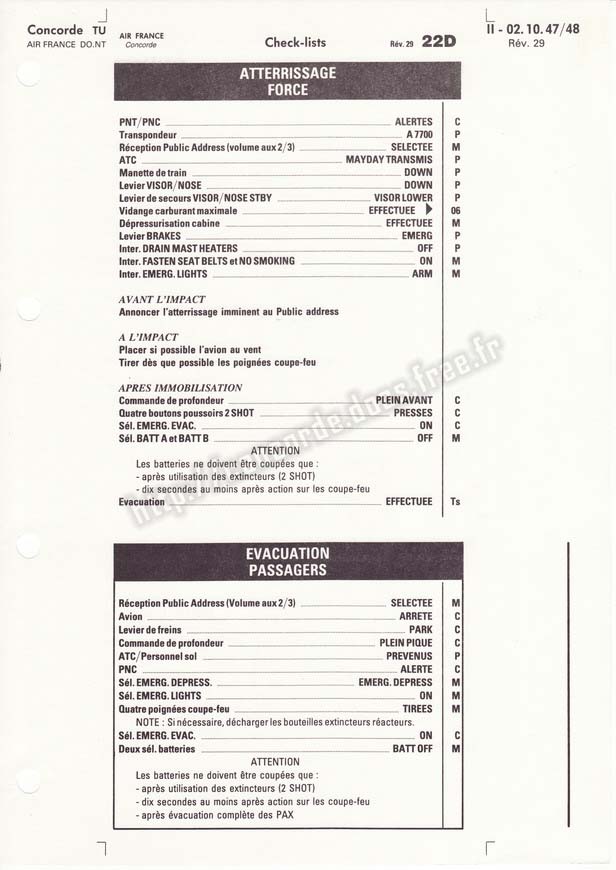 Concorde TU AIR FRANCE Check-lists Rév. 29 22D II - 02.10.47/48
AIR FRANCE DO.NT Concorde Rév. 29
ATTERRISSAGE
FORCE
PNT/PNC ALERTES C
Transpondeur A 7700 P
Réception Public Address (volume aux 2/3) SELECTEE M
ATC MAYDAY TRANSMIS P
Manette de train DOWN P
Levier VISOR/NOSE DOWN P
Levier de secours VISOR/NOSE STBY VISOR LOWER P
Vidange carburant maximale EFFECTUEE 06
Dépressurisation cabine EFFECTUEE M
Levier BRAKES EMERG P
Inter. DRAIN MAST HEATERS OFF P
Inter. FASTEN SEAT BELTS et NO SMOKING ON M
Inter. EMERG. LIGHTS ARM M
AVANT L'IMPACT
Annoncer l'atterrissage imminent au Public address
A L'IMPACT
Placer si possible l'avion au vent
Tirer dès que possible les poignées coupe-feu
APRES IMMOBILISATION
Commande de profondeur PLEIN AVANT C
Quatre boutons poussoirs 2 SHOT PRESSES C
Sél. EMERG. EVAC. ON C
Sél. BATT A et BATT B OFF M
ATTENTION
Les batteries ne doivent être coupées que :
- après utilisation des extincteurs (2 SHOT)
- dix secondes au moins après action sur les coupe-feu
Evacuation EFFECTUEE Ts
http://concorde.docs.free.fr
EVACUATION
PASSAGERS
Réception Public Address (Volume aux 2/3) SELECTEE M
Avion ARRETE C
Levier de freins PARK C
Commande de profondeur PLEIN PIQUE C
ATC/Personnel sol PREVENUS P
PNC ALERTE C
Sél. EMERG. DEPRESS. EMERG. DEPRESS M
Sél. EMERG. LIGHTS ON M
Quatre poignées coupe-feu TIREES M
NOTE : Si nécessaire, décharger les bouteilles extincteurs réacteurs.
Sél. EMERG. EVAC. ON C
Deux sél. batteries BATT OFF M
ATTENTION
Les batteries ne doivent être coupées que :
- après utilisation des extincteurs (2 SHOT)
- dix secondes au moins après action sur les coupe-feu
- après évacuation complète des PAX